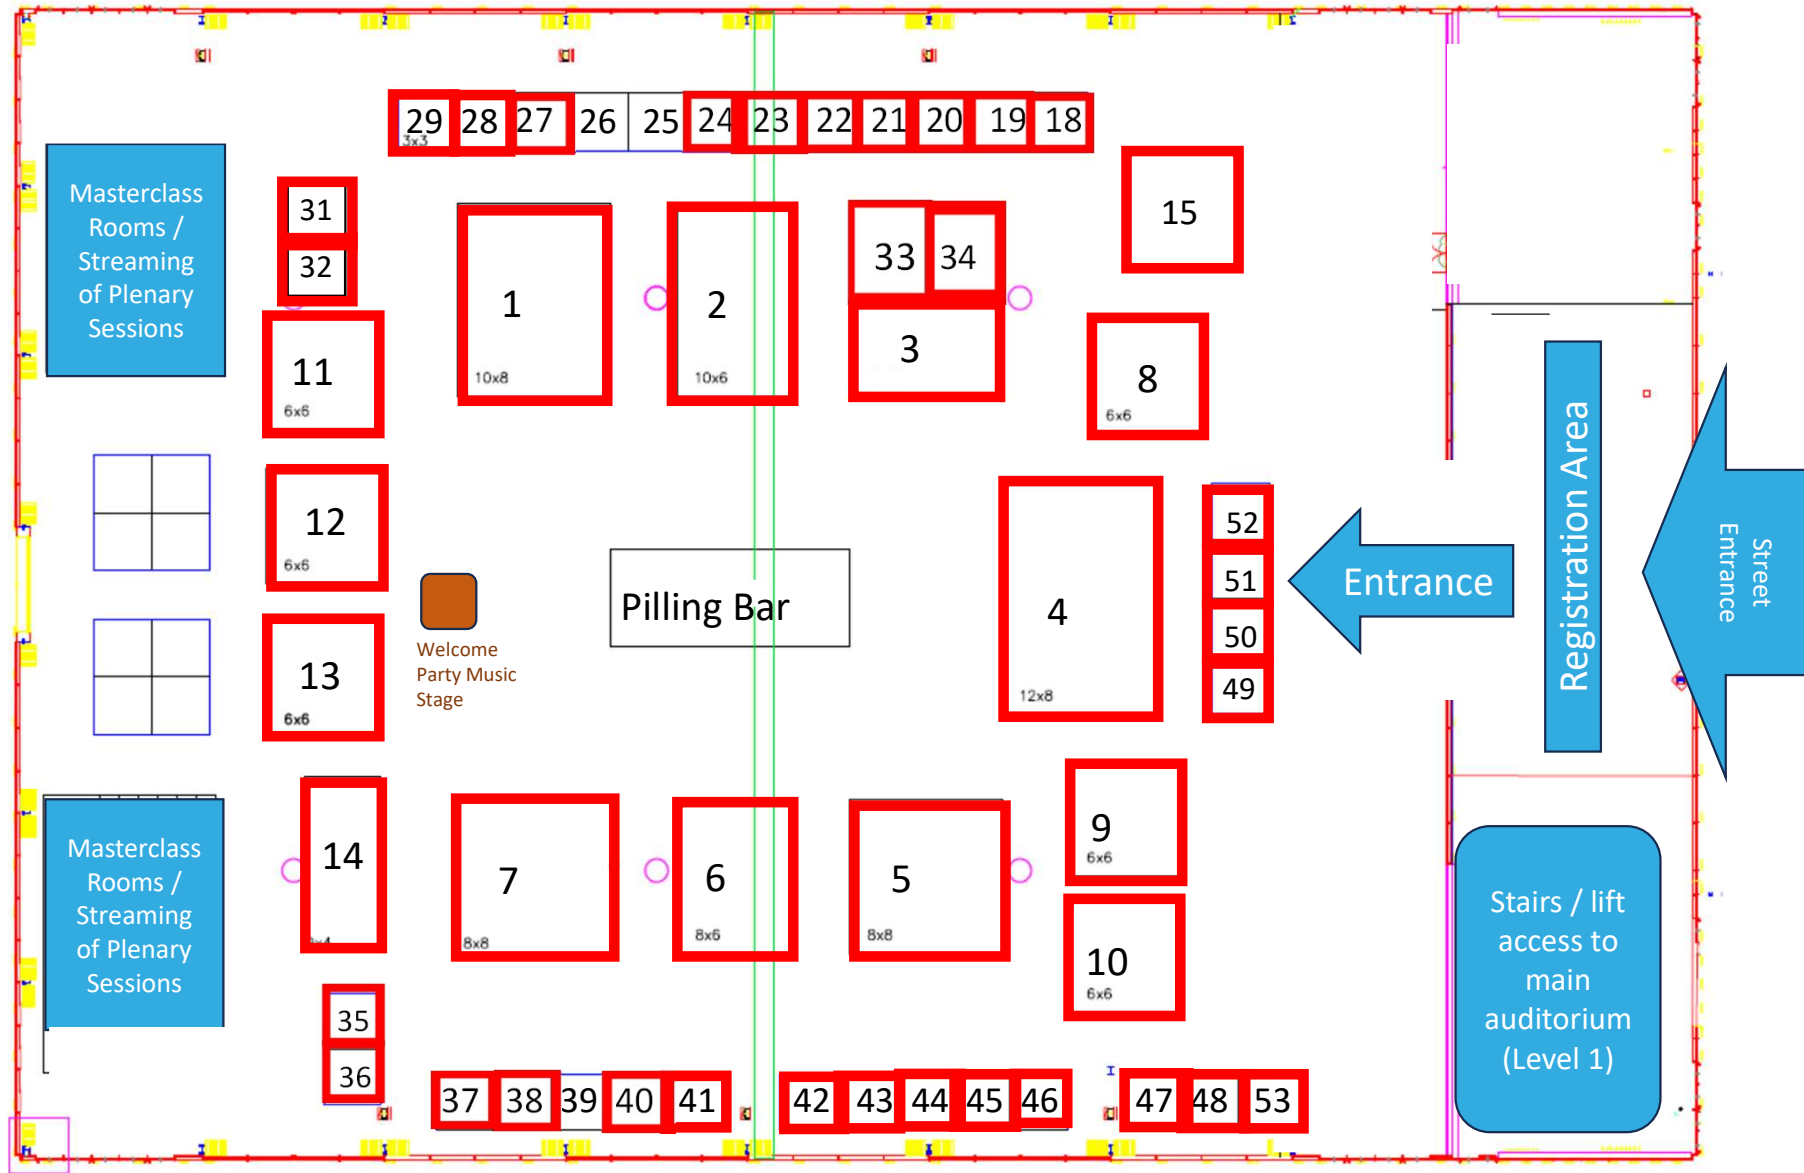 29
28
27
26
25
24
23
22
21
20
19
18
3x3
Masterclass
Rooms /
Streaming
of Plenary
Sessions
31
32
1
10x8
2
10x6
33
34
3
15
11
6x6
8
6x6
12
6x6
Welcome
Party Music
Stage
Pilling Bar
4
12x8
52
51
50
49
Entrance
Registration Area
Street
Entrance
13
6x6
Masterclass
Rooms /
Streaming
of Plenary
Sessions
14
7
8x8
6
8x6
5
8x8
9
6x6
10
6x6
Stairs / lift
access to
main
auditorium
(Level 1)
35
36
37
38
39
40
41
42
43
44
45
46
47
48
53